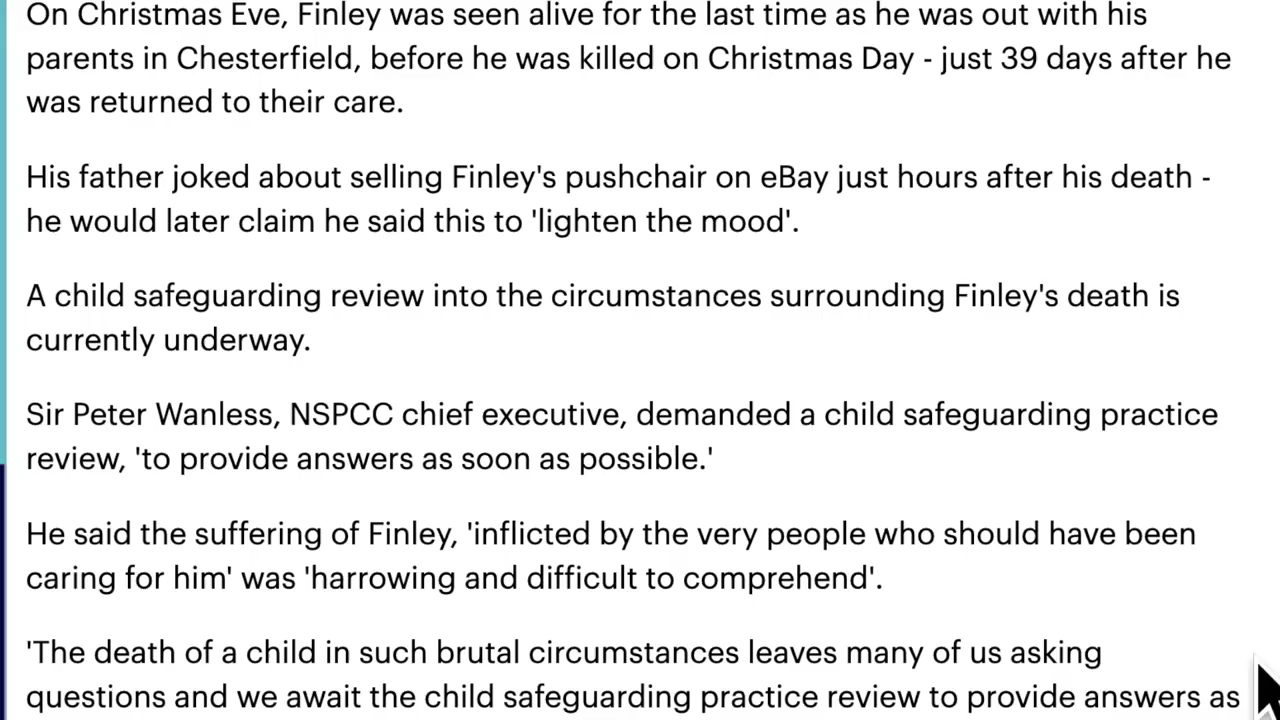 On Christmas Eve, Finley was seen alive for the last time as he was out with his
parents in Chesterfield, before he was killed on Christmas Day - just 39 days after he
was returned to their care.
His father joked about selling Finley's pushchair on eBay just hours after his death -
he would later claim he said this to 'lighten the mood'.
A child safeguarding review into the circumstances surrounding Finley's death is
currently underway.
Sir Peter Wanless, NSPCC chief executive, demanded a child safeguarding practice
review, 'to provide answers as soon as possible.'
He said the suffering of Finley, 'inflicted by the very people who should have been
caring for him' was 'harrowing and difficult to comprehend'.
'The death of a child in such brutal circumstances leaves many of us asking
questions and we await the child safeguarding practice review to provide answers as